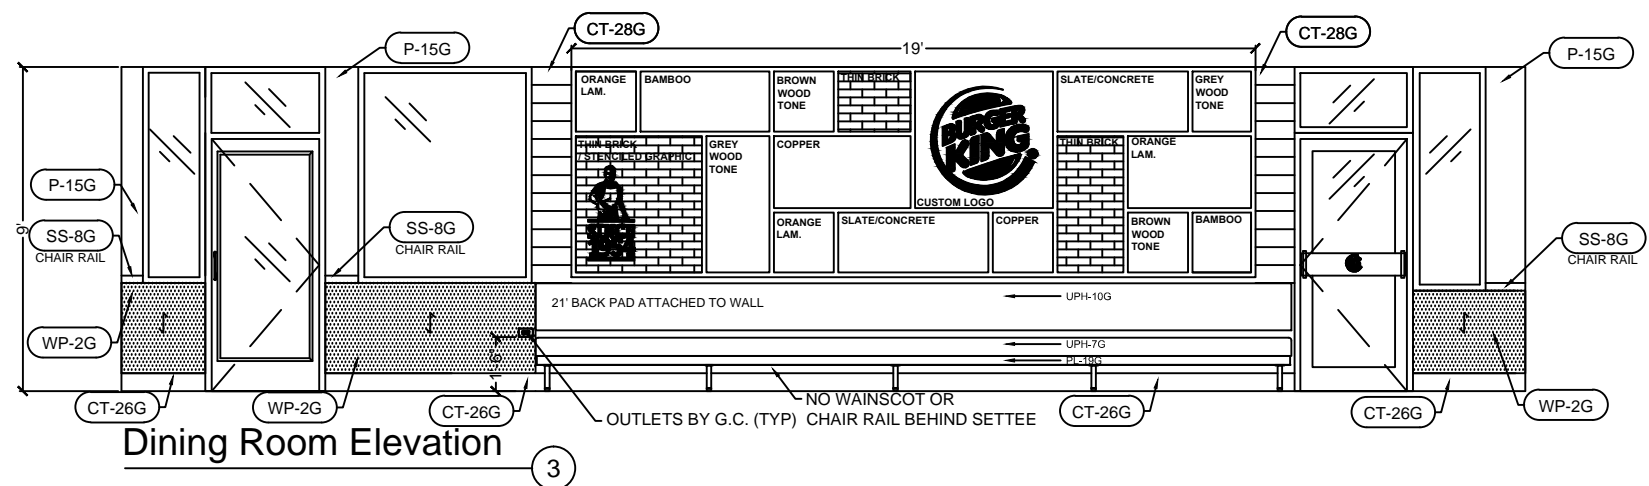 CT-28G
19'
CT-28G
P-15G
P-15G
ORANGE
LAM.
BAMBOO
BROWN
WOOD
TONE
THIN BRICK
BURGER
KING
SLATE/CONCRETE
GREY
WOOD
TONE
THIN BRICK
/ STENCILED GRAPHIC
GREY
WOOD
TONE
COPPER
CUSTOM LOGO
THIN BRICK
ORANGE
LAM.
P-15G
9'
SS-8G
CHAIR RAIL
SS-8G
CHAIR RAIL
SINCE
1954
ORANGE
LAM.
SLATE/CONCRETE
COPPER
BROWN
WOOD
TONE
BAMBOO
SS-8G
CHAIR RAIL
21' BACK PAD ATTACHED TO WALL
UPH-10G
WP-2G
1'-6"
UPH-7G
PL-19G
CT-26G
WP-2G
CT-26G
NO WAINSCOT OR
CHAIR RAIL BEHIND SETTEE
OUTLETS BY G.C. (TYP)
CT-26G
CT-26G
WP-2G
Dining Room Elevation
3